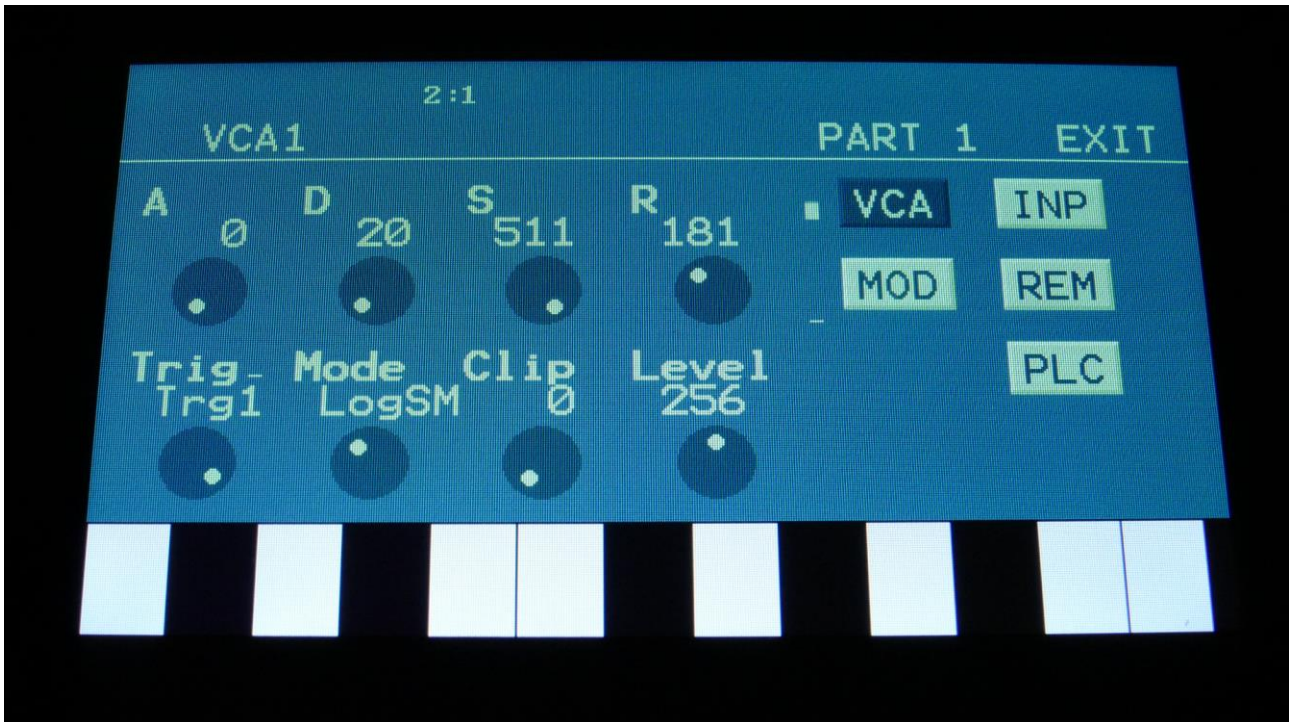 2:1
VCA1 PART 1 EXIT
A D S R VCA INP
0 20 511 181
MOD REM
Trig Mode Clip Level PLC
Trg1 LogSM 0 256